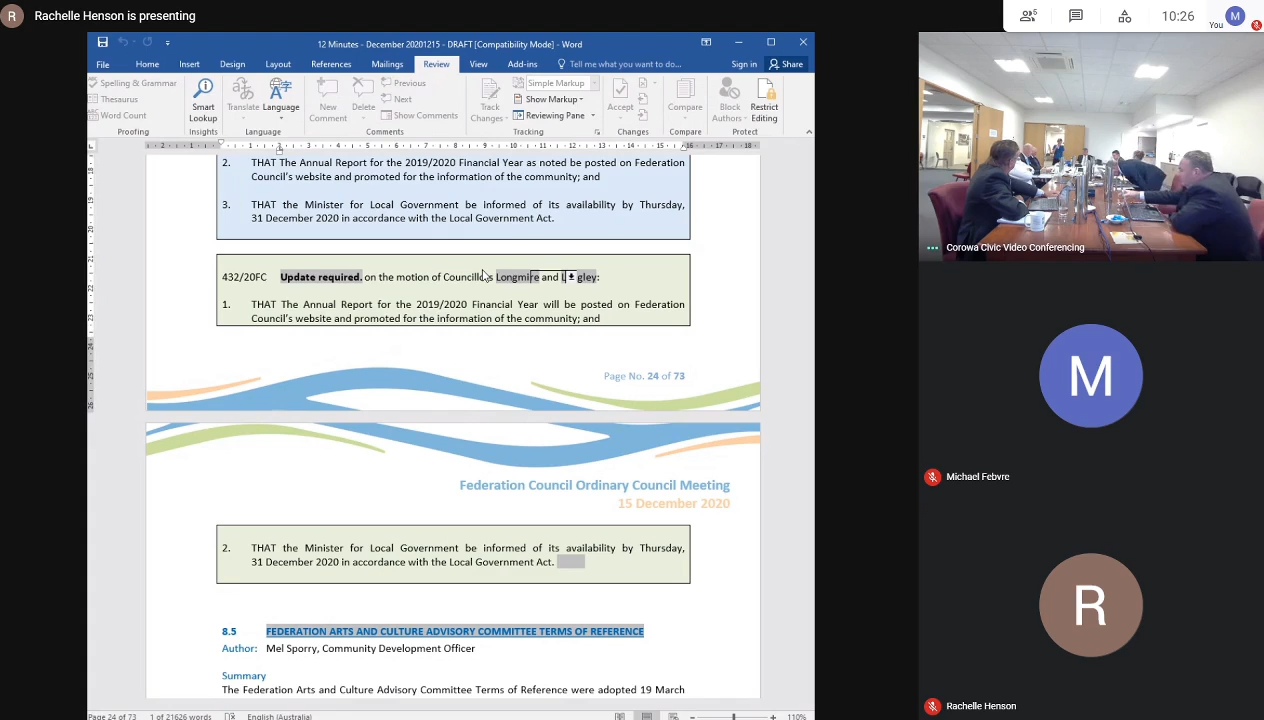 R Rachelle Henson is presenting
5
10:26
You
M
12 Minutes - December 20201215 - DRAFT [Compatibility Mode] - Word
File Home Insert Design Layout References Mailings Review View Add-ins Tell me what you want to do... Sign in Share
Spelling & Grammar
Thesaurus
Word Count
Proofing
Smart
Lookup
Insights
Translate
Language
Language
New
Comment
Delete
Previous
Next
Show Comments
Comments
Track
Changes
Simple Markup
Show Markup
Reviewing Pane
Tracking
Accept
Changes
Compare
Compare
Block
Authors
Restrict
Editing
Protect
2. THAT The Annual Report for the 2019/2020 Financial Year as noted be posted on Federation
Council's website and promoted for the information of the community; and
3. THAT the Minister for Local Government be informed of its availability by Thursday,
31 December 2020 in accordance with the Local Government Act.
432/20FC Update required. on the motion of Councillors Longmire and L gley:
1. THAT The Annual Report for the 2019/2020 Financial Year will be posted on Federation
Council's website and promoted for the information of the community; and
Page No. 24 of 73
Federation Council Ordinary Council Meeting
15 December 2020
2. THAT the Minister for Local Government be informed of its availability by Thursday,
31 December 2020 in accordance with the Local Government Act.
8.5 FEDERATION ARTS AND CULTURE ADVISORY COMMITTEE TERMS OF REFERENCE
Author: Mel Sporry, Community Development Officer
Summary
The Federation Arts and Culture Advisory Committee Terms of Reference were adopted 19 March
Page 24 of 73 1 of 21626 words English (Australia) 110%
Corowa Civic Video Conferencing
M
Michael Febvre
R
Rachelle Henson